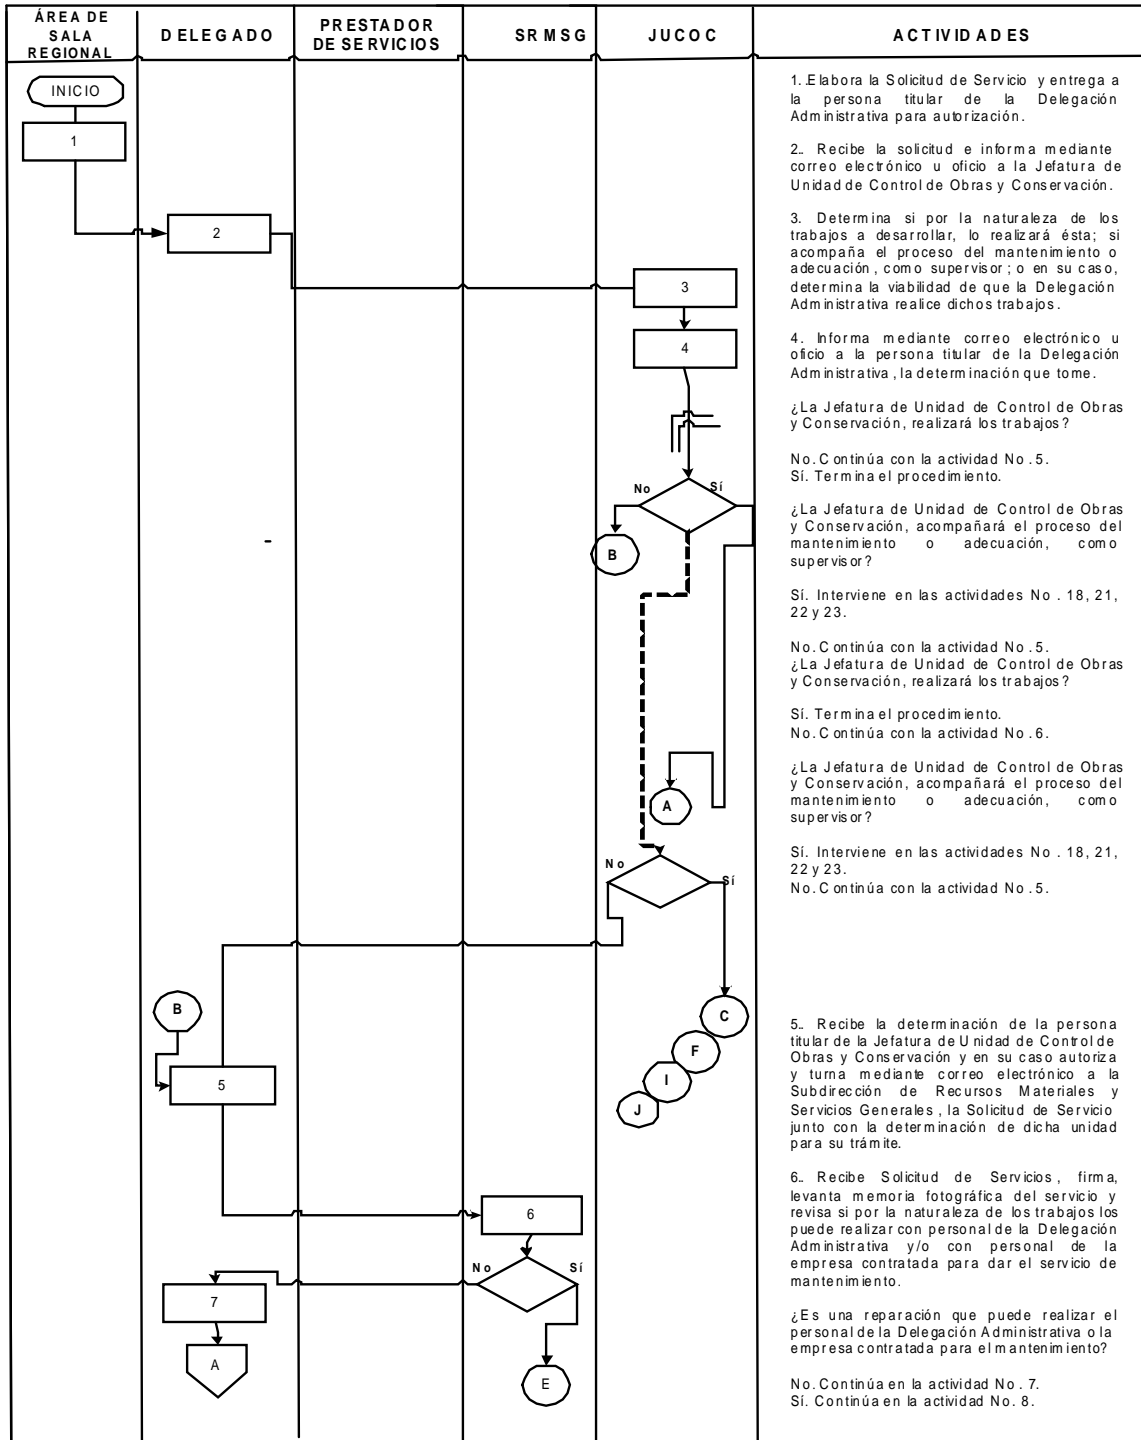 ÁREA DE
SALA
REGIONAL
DELEGADO
PRESTADOR
DE SERVICIOS
SRMSG
JUCOC
ACTIVIDADES
INICIO
1
2
3
4
No
Sí
B
A
No
Sí
C
F
I
J
B
5
6
No
Sí
7
A
E
1. Elabora la Solicitud de Servicio y entrega a
la persona titular de la Delegación
Administrativa para autorización.
2.. Recibe la solicitud e informa mediante
correo electrónico u oficio a la Jefatura de
Unidad de Control de Obras y Conservación.
3. Determina si por la naturaleza de los
trabajos a desarrollar, lo realizará ésta; si
acompaña el proceso del mantenimiento o
adecuación, como supervisor; o en su caso,
determina la viabilidad de que la Delegación
Administrativa realice dichos trabajos.
4. Informa mediante correo electrónico u
oficio a la persona titular de la Delegación
Administrativa, la determinación que tome.
¿La Jefatura de Unidad de Control de Obras
y Conservación, realizará los trabajos?
No. Continúa con la actividad No. 5.
Sí. Termina el procedimiento.
¿La Jefatura de Unidad de Control de Obras
y Conservación, acompañará el proceso del
mantenimiento o adecuación, como
supervisor?
Sí. Interviene en las actividades No. 18, 21,
22 y 23.
No. Continúa con la actividad No. 5.
¿La Jefatura de Unidad de Control de Obras
y Conservación, realizará los trabajos?
Sí. Termina el procedimiento.
No. Continúa con la actividad No. 6.
¿La Jefatura de Unidad de Control de Obras
y Conservación, acompañará el proceso del
mantenimiento o adecuación, como
supervisor?
Sí. Interviene en las actividades No. 18, 21,
22 y 23.
No. Continúa con la actividad No. 5.
5.. Recibe la determinación de la persona
titular de la Jefatura de Unidad de Control de
Obras y Conservación y en su caso autoriza
y turna mediante correo electrónico a la
Subdirección de Recursos Materiales y
Servicios Generales, la Solicitud de Servicio
junto con la determinación de dicha unidad
para su trámite.
6.. Recibe Solicitud de Servicios, firma,
levanta memoria fotográfica del servicio y
revisa si por la naturaleza de los trabajos los
puede realizar con personal de la Delegación
Administrativa y/o con personal de la
empresa contratada para dar el servicio de
mantenimiento.
¿Es una reparación que puede realizar el
personal de la Delegación Administrativa o la
empresa contratada para el mantenimiento?
No. Continúa en la actividad No. 7.
Sí. Continúa en la actividad No. 8.